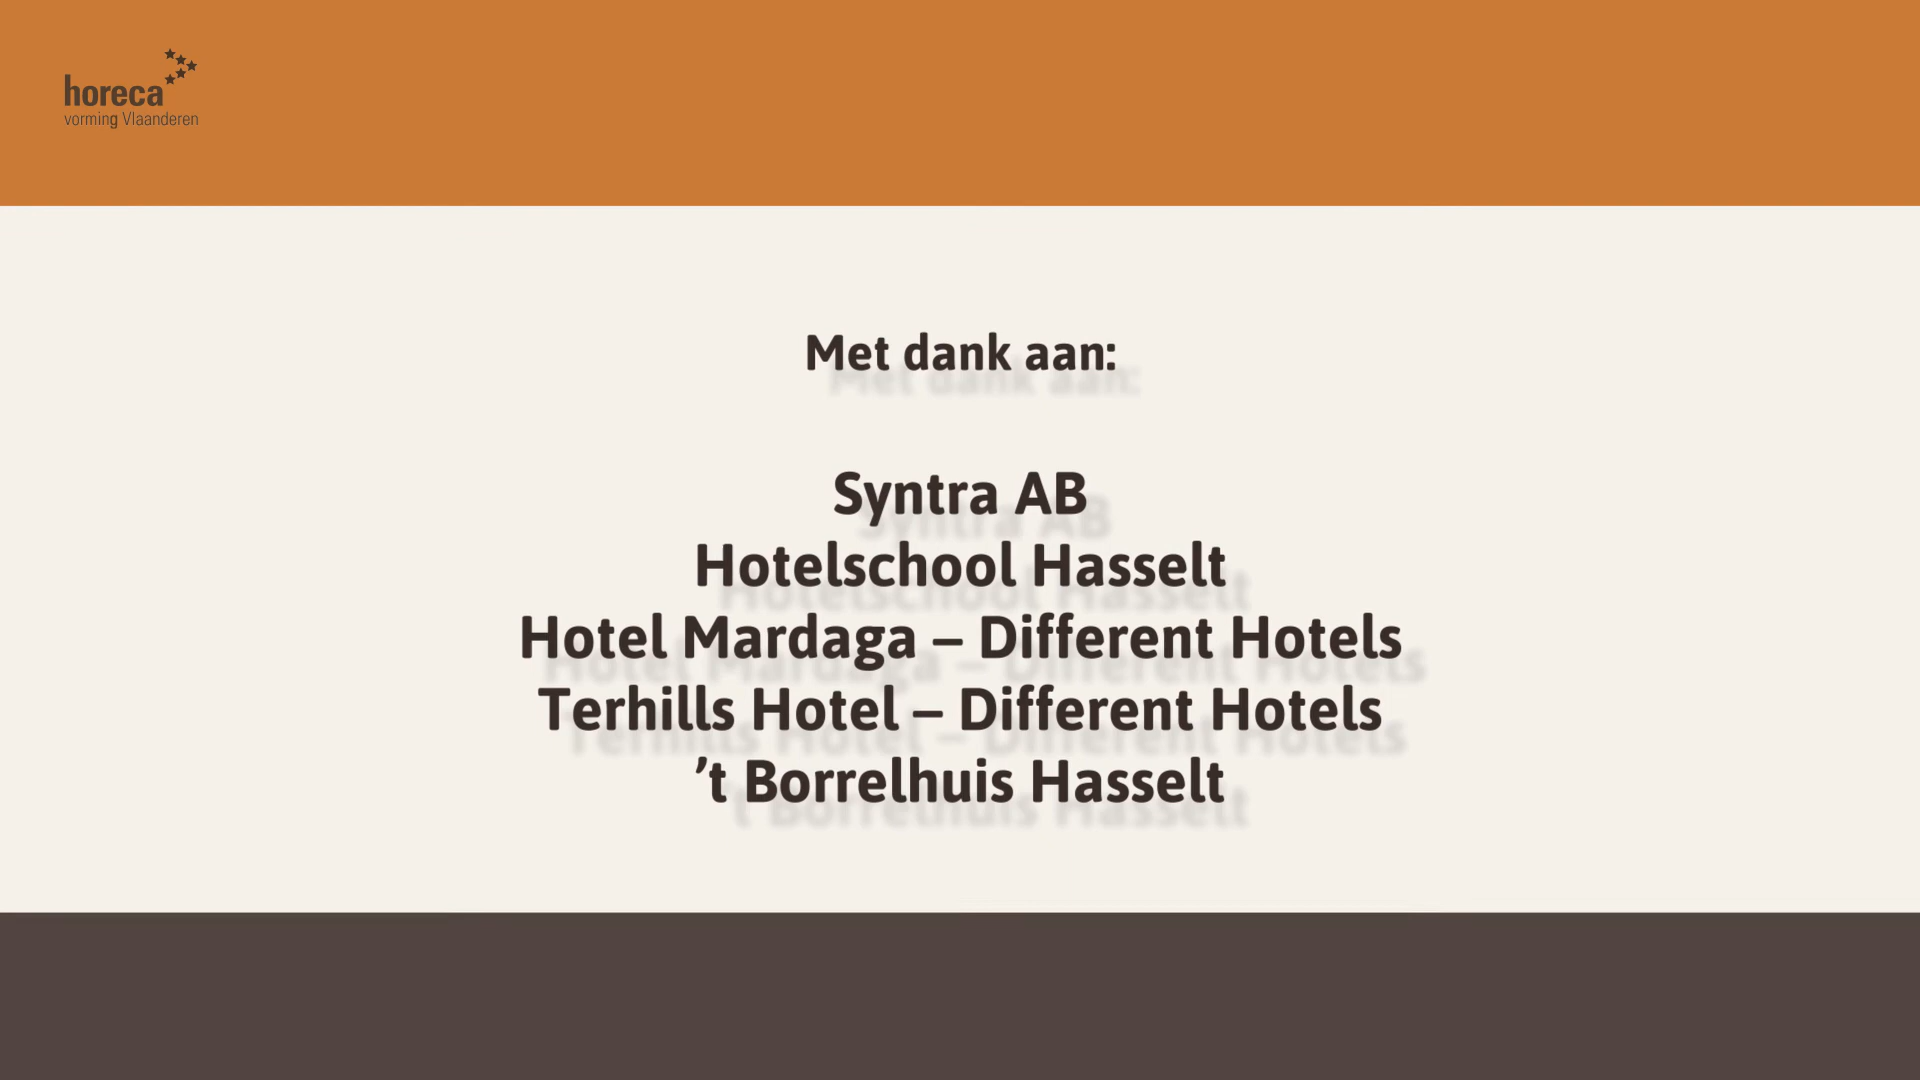 horeca
vorming Vlaanderen
Met dank aan:
Syntra AB
Hotelschool Hasselt
Hotel Mardaga – Different Hotels
Terhills Hotel – Different Hotels
’t Borrelhuis Hasselt